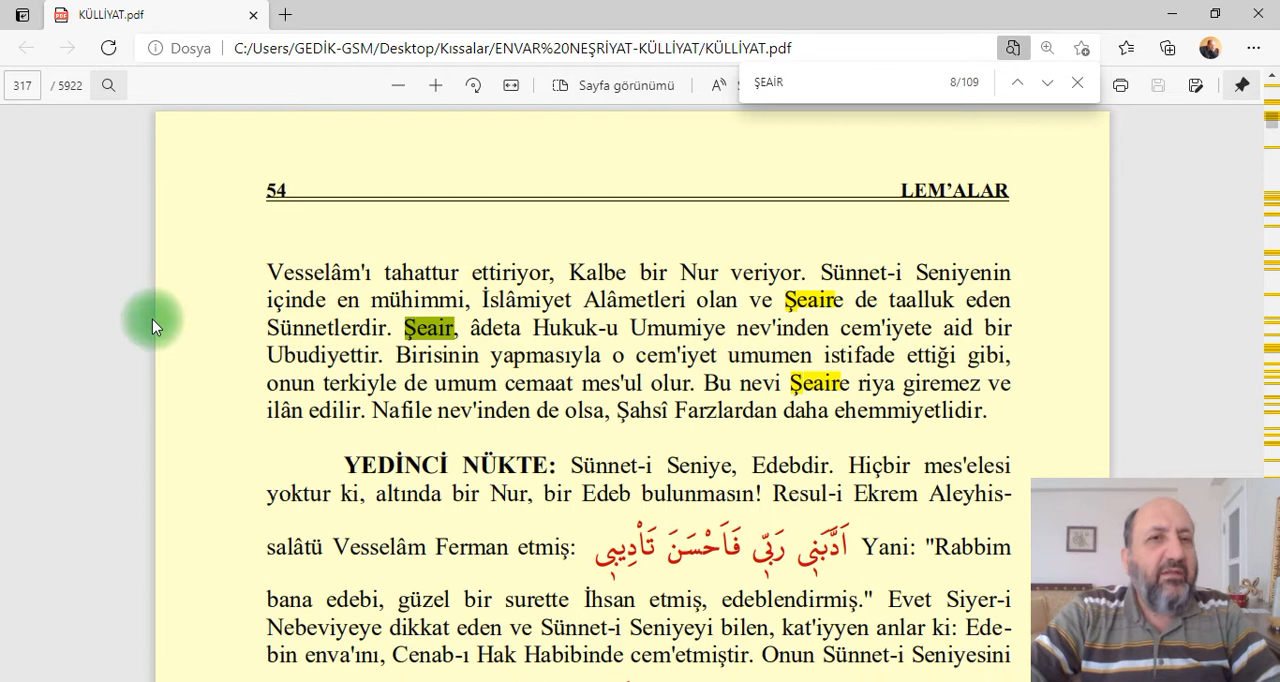 KÜLLİYAT.pdf
Dosya C:/Users/GEDİK-GSM/Desktop/Kıssalar/ENVAR%20NEŞRİYAT-KÜLLİYAT/KÜLLİYAT.pdf
317 / 5922 Sayfa görünümü ŞEAİR 8/109
54 LEM'ALAR
Vesselâm'ı tahattur ettiriyor, Kalbe bir Nur veriyor. Sünnet-i Seniyenin
içinde en mühimmi, İslâmiyet Alâmetleri olan ve Şeaire de taalluk eden
Sünnetlerdir. Şeair, âdeta Hukuk-u Umumiye nev'inden cem'iyete aid bir
Ubudiyettir. Birisinin yapmasıyla o cem'iyet umumen istifade ettiği gibi,
onun terkiyle de umum cemaat mes'ul olur. Bu nevi Şeaire riya giremez ve
ilân edilir. Nafile nev'inden de olsa, Şahsî Farzlardan daha ehemmiyetlidir.
YEDİNCİ NÜKTE: Sünnet-i Seniye, Edebdir. Hiçbir mes'elesi
yoktur ki, altında bir Nur, bir Edeb bulunmasın! Resul-i Ekrem Aleyhis-
salâtü Vesselâm Ferman etmiş: اَدَّبَنِى رَبِّى فَاَحْسَنَ تَاْدِيبِى Yani: "Rabbim
bana edebi, güzel bir surette İhsan etmiş, edeblendirmiş." Evet Siyer-i
Nebeviyeye dikkat eden ve Sünnet-i Seniyeyi bilen, kat'iyyen anlar ki: Ede-
bin enva'ını, Cenab-ı Hak Habibinde cem'etmiştir. Onun Sünnet-i Seniyesini